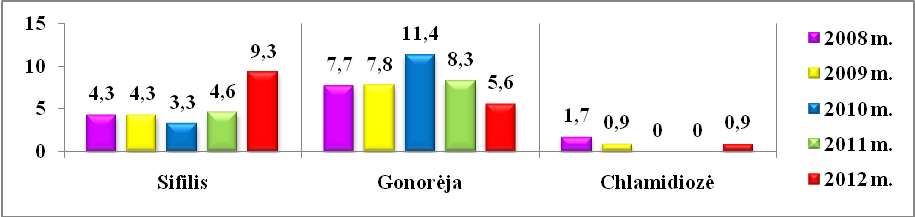 15
10
5
0
4,3
4,3
3,3
4,6
9,3
7,7
7,8
11,4
8,3
5,6
1,7
0,9
0
0
0,9
Sifilis
Gonorėja
Chlamidiozė
2008 m.
2009 m.
2010 m.
2011 m.
2012 m.